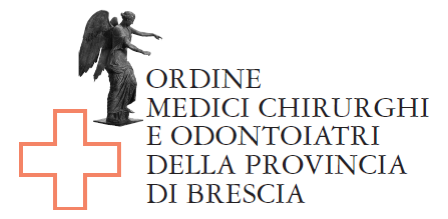 ORDINE
MEDICI CHIRURGHI
E ODONTOIATRI
DELLA PROVINCIA
DI BRESCIA